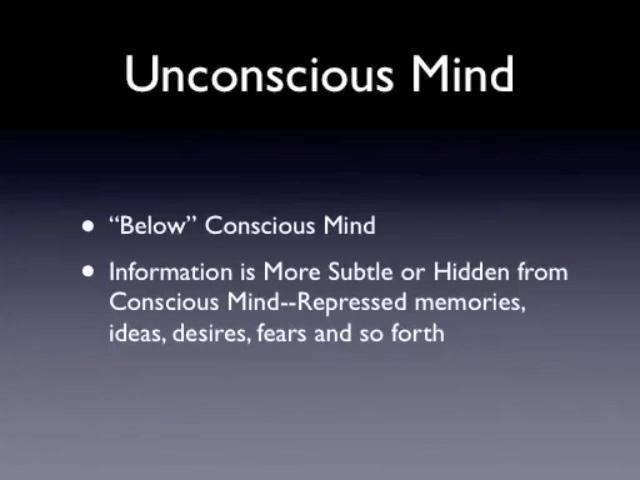 Unconscious Mind
• “Below” Conscious Mind
• Information is More Subtle or Hidden from
Conscious Mind--Repressed memories,
ideas, desires, fears and so forth